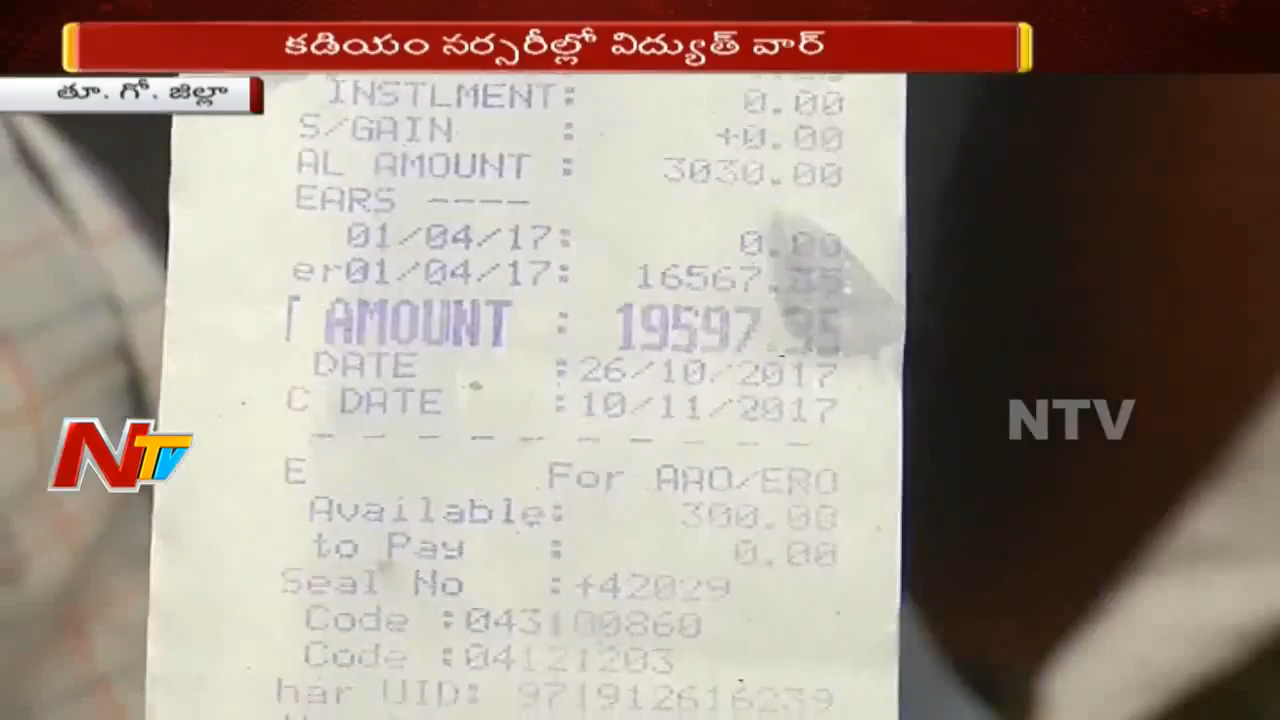 కడియం నర్సరీల్లో విద్యుత్ వార్
తూ. గో. జిల్లా
INSTLMENT: 0.00
S/GAIN : +0.00
AL AMOUNT : 3030.00
EARS ----
01/04/17: 0.00
er01/04/17: 16567.35
AMOUNT : 19597.35
DATE :26/10/2017
C DATE :10/11/2017
- - - - - - - - - -
E For AAO/ERO
Available: 300.00
to Pay : 0.00
Seal No :+42029
Code :043100860
Code :04121203
har UID: 971912616239
NTV
NTV